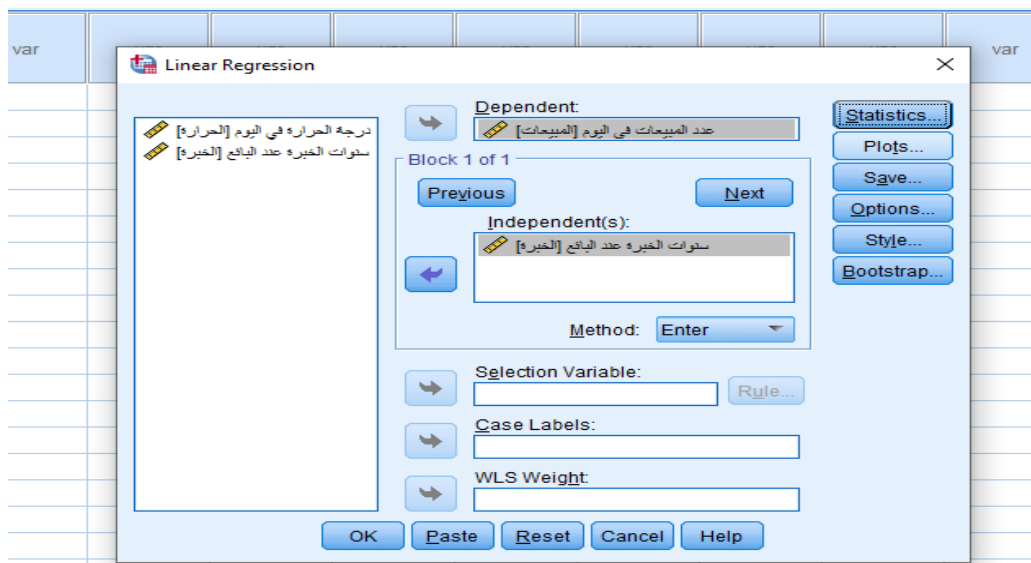 var
var
Linear Regression
درجة الحرارة في اليوم [الحرارة]
سنوات الخبرة عند البائع [الخبرة]
Dependent:
عدد المبيعات في اليوم [المبيعات]
Block 1 of 1
Previous
Next
Independent(s):
سنوات الخبرة عند البائع [الخبرة]
Method: Enter
Selection Variable:
Rule...
Case Labels:
WLS Weight:
Statistics...
Plots...
Save...
Options...
Style...
Bootstrap...
OK Paste Reset Cancel Help